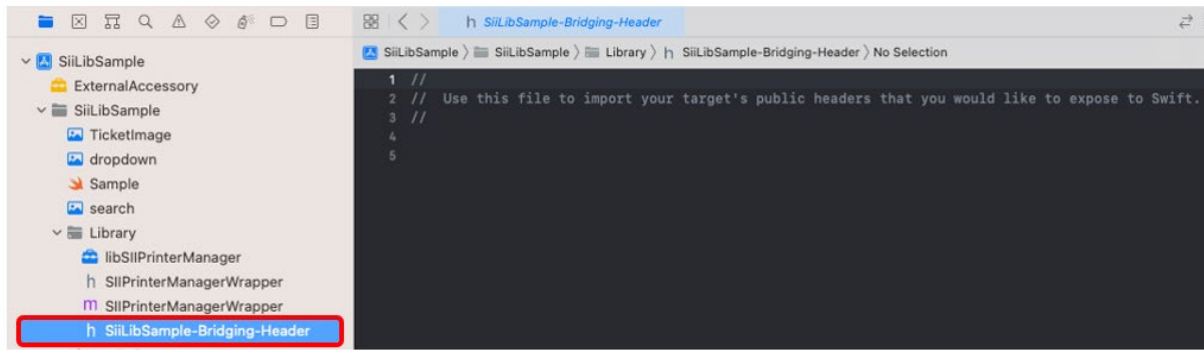 SiiLibSample
ExternalAccessory
SiiLibSample
TicketImage
dropdown
Sample
search
Library
libSIIPrinterManager
h SIIPrinterManagerWrapper
m SIIPrinterManagerWrapper
h SiiLibSample-Bridging-Header
h SiiLibSample-Bridging-Header
SiiLibSample 〉 SiiLibSample 〉 Library 〉 h SiiLibSample-Bridging-Header 〉 No Selection
1 //
2 // Use this file to import your target's public headers that you would like to expose to Swift.
3 //
4
5